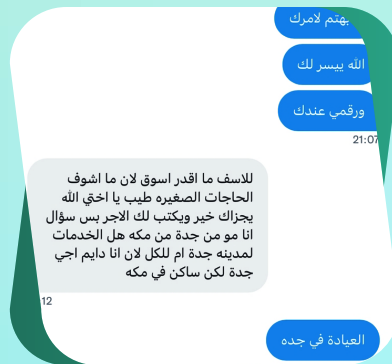 يهتم لامرك
الله ييسر لك
ورقمي عندك
21:07
للاسف ما اقدر اسوق لان ما اشوف
الحاجات الصغيره طيب يا اختي الله
يجزاك خير ويكتب لك الاجر بس سؤال
انا مو من جدة من مكه هل الخدمات
لمدينه جدة ام للكل لان انا دايم اجي
جدة لكن ساكن في مكه
12
العيادة في جده